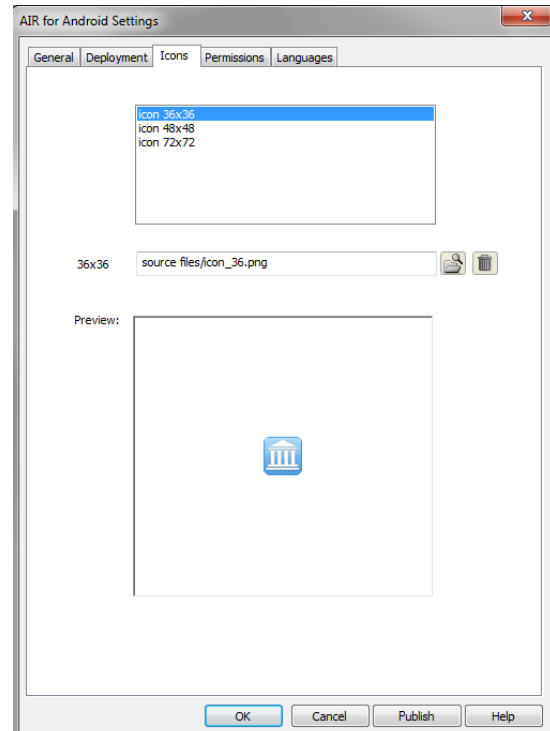 AIR for Android Settings
General Deployment Icons Permissions Languages
icon 36x36
icon 48x48
icon 72x72
36x36 source files/icon_36.png
Preview:
OK Cancel Publish Help